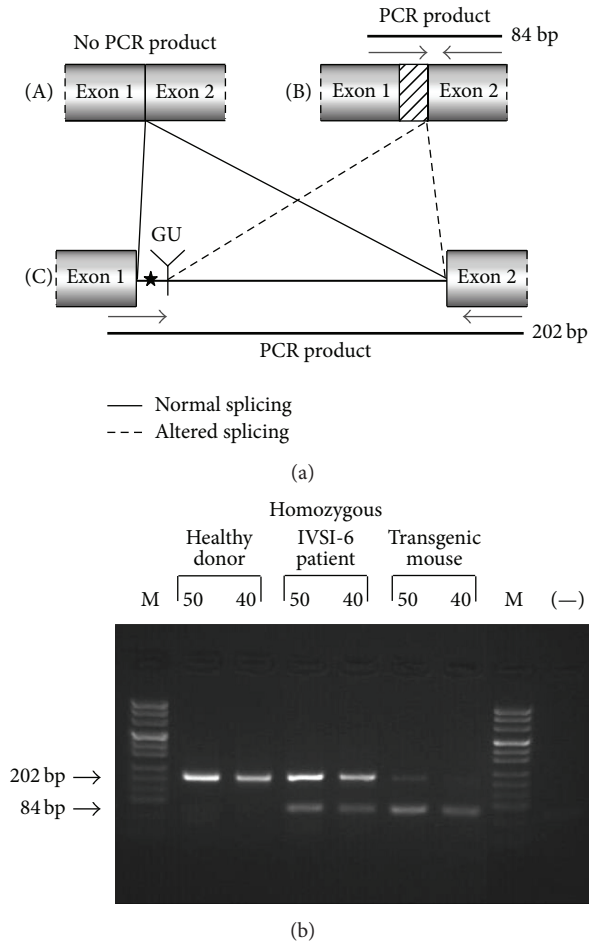 PCR product
84 bp
No PCR product
(A)
Exon 1
Exon 2
(B)
Exon 1
Exon 2
GU
(C)
Exon 1
Exon 2
202 bp
PCR product
Normal splicing
Altered splicing
(a)
Homozygous
Healthy donor
IVSI-6 patient
Transgenic mouse
M
50
40
50
40
50
40
M
(—)
202 bp
84 bp
(b)